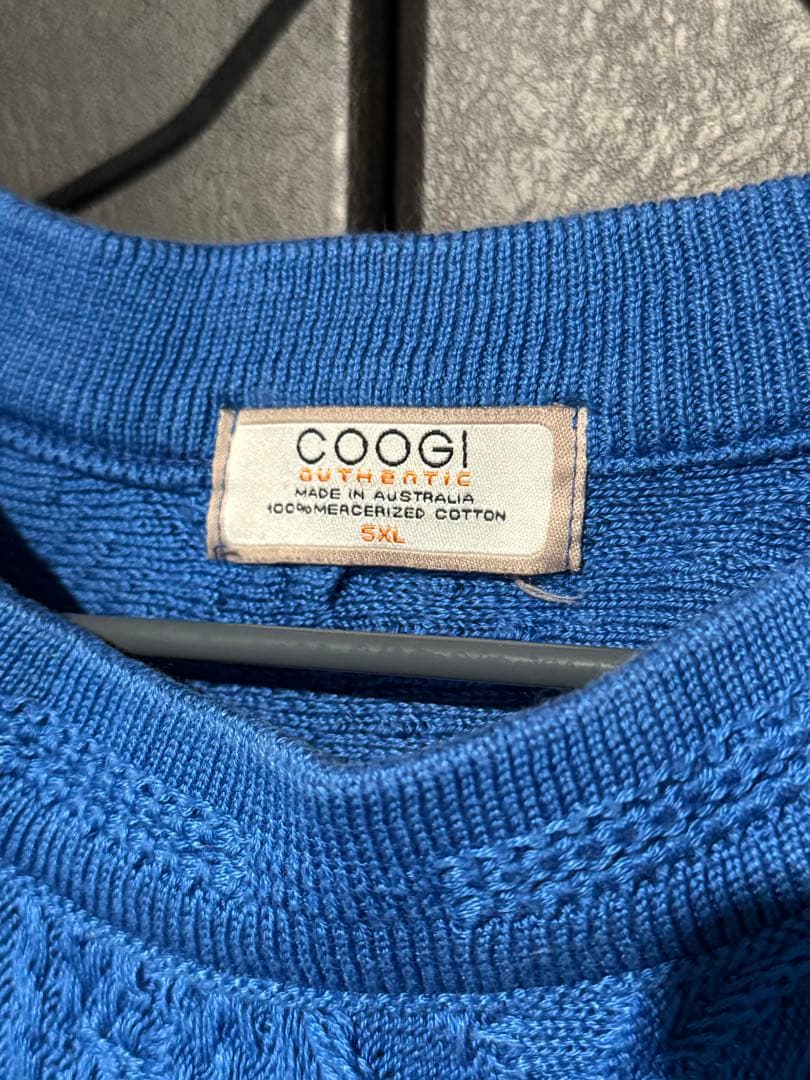 COOGI
AUTHENTIC
MADE IN AUSTRALIA
100% MERCERIZED COTTON
5XL